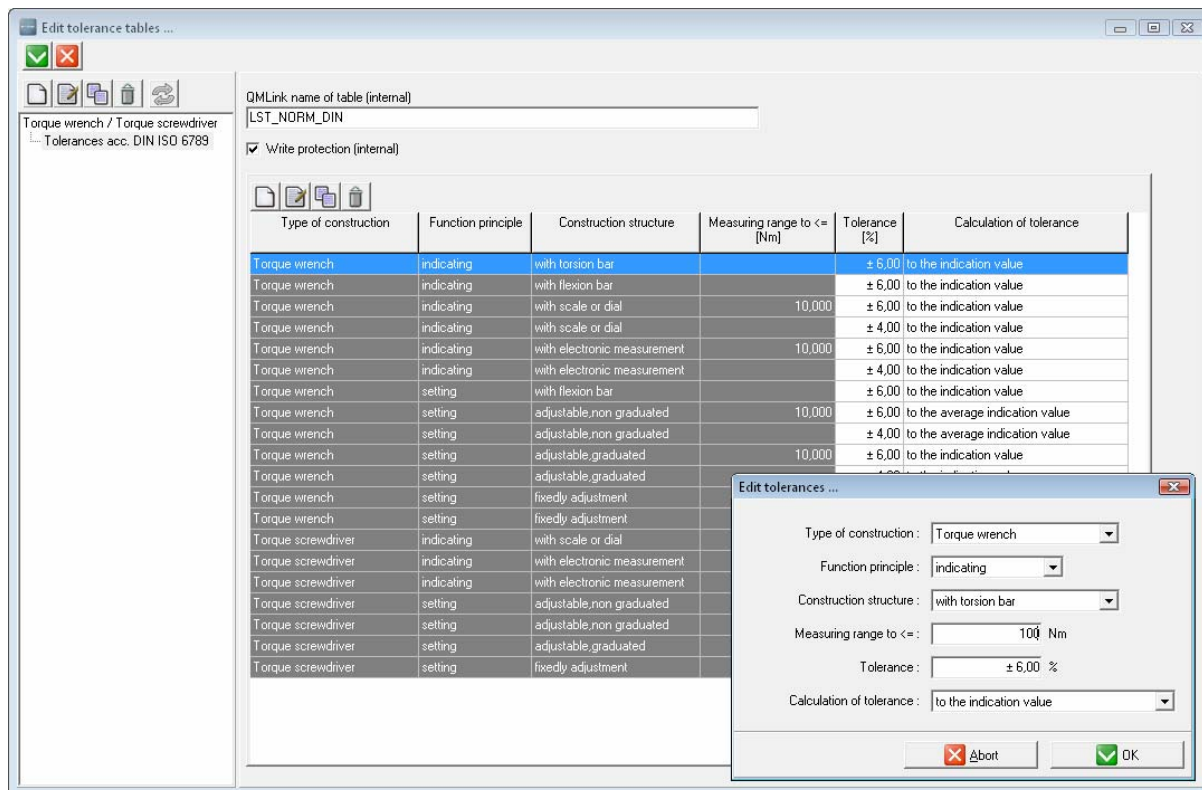 Edit tolerance tables ...
Torque wrench / Torque screwdriver
Tolerances acc. DIN ISO 6789
QMLink name of table (internal)
LST_NORM_DIN
Write protection (internal)
Type of construction Function principle Construction structure Measuring range to <= [Nm] Tolerance [%] Calculation of tolerance
Torque wrench indicating with torsion bar ± 6,00 to the indication value
Torque wrench indicating with flexion bar ± 6,00 to the indication value
Torque wrench indicating with scale or dial 10,000 ± 6,00 to the indication value
Torque wrench indicating with scale or dial ± 4,00 to the indication value
Torque wrench indicating with electronic measurement 10,000 ± 6,00 to the indication value
Torque wrench indicating with electronic measurement ± 4,00 to the indication value
Torque wrench setting with flexion bar ± 6,00 to the indication value
Torque wrench setting adjustable,non graduated 10,000 ± 6,00 to the average indication value
Torque wrench setting adjustable,non graduated ± 4,00 to the average indication value
Torque wrench setting adjustable,graduated 10,000 ± 6,00 to the indication value
Torque wrench setting adjustable,graduated
Torque wrench setting fixedly adjustment
Torque wrench setting fixedly adjustment
Torque screwdriver indicating with scale or dial
Torque screwdriver indicating with electronic measurement
Torque screwdriver indicating with electronic measurement
Torque screwdriver setting adjustable,non graduated
Torque screwdriver setting adjustable,non graduated
Torque screwdriver setting adjustable,graduated
Torque screwdriver setting fixedly adjustment
Edit tolerances ...
Type of construction : Torque wrench
Function principle : indicating
Construction structure : with torsion bar
Measuring range to <= : 100 Nm
Tolerance : ± 6,00 %
Calculation of tolerance : to the indication value
Abort OK